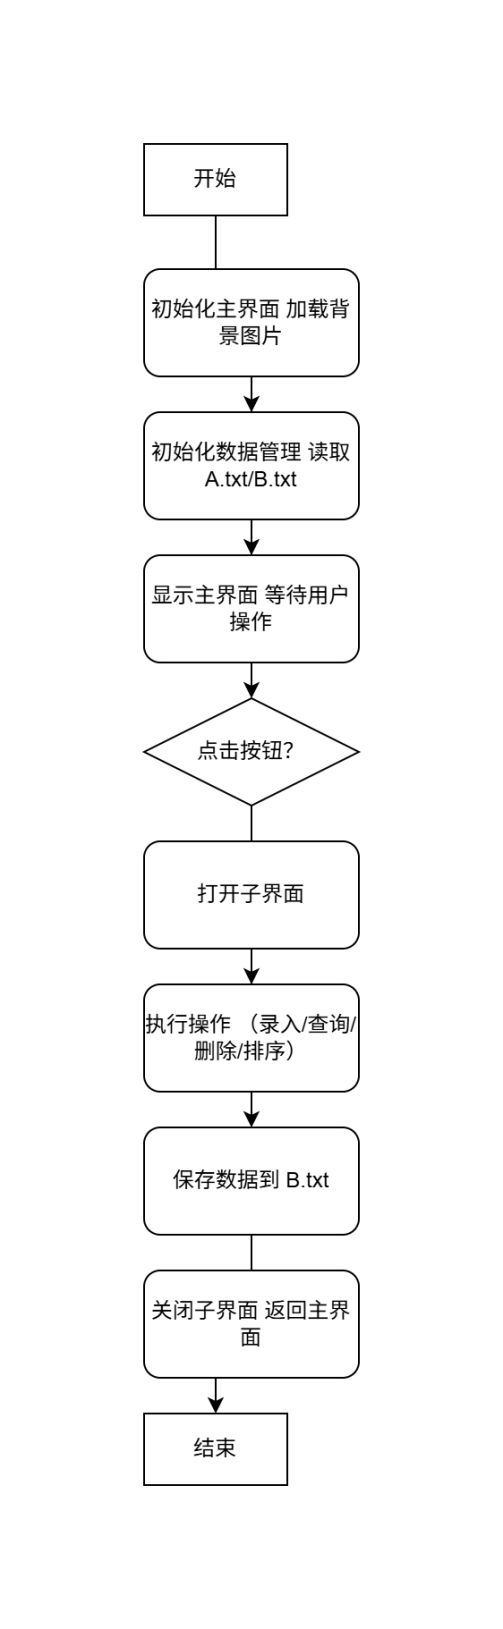 开始
初始化主界面 加载背
景图片
初始化数据管理 读取
A.txt/B.txt
显示主界面 等待用户
操作
点击按钮？
打开子界面
执行操作 （录入/查询/
删除/排序）
保存数据到 B.txt
关闭子界面 返回主界
面
结束